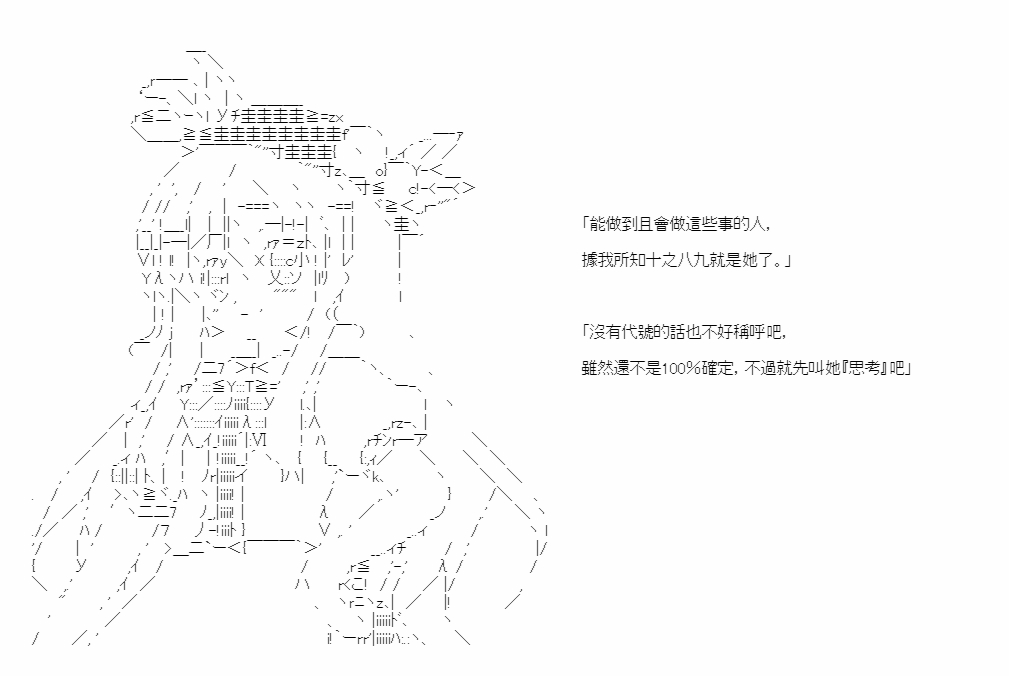 「能做到且會做這些事的人,
據我所知十之八九就是她了。」
「沒有代號的話也不好稱呼吧,
雖然還不是100%確定, 不過就先叫她『思考』吧」